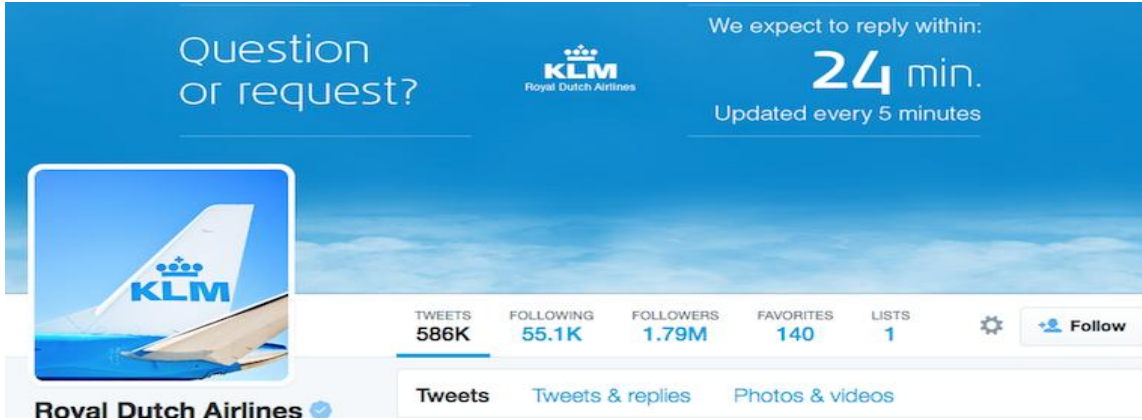 Question
or request?
KLM
Royal Dutch Airlines
We expect to reply within:
24 min.
Updated every 5 minutes
KLM
TWEETS FOLLOWING FOLLOWERS FAVORITES LISTS
586K 55.1K 1.79M 140 1
Follow
Tweets Tweets & replies Photos & videos
Royal Dutch Airlines